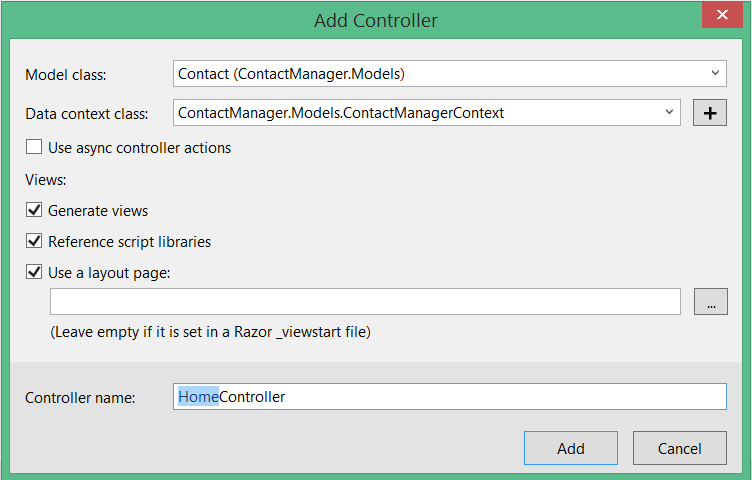 Add Controller
Model class: Contact (ContactManager.Models)
Data context class: ContactManager.Models.ContactManagerContext +
Use async controller actions
Views:
Generate views
Reference script libraries
Use a layout page:
...
(Leave empty if it is set in a Razor _viewstart file)
Controller name: HomeController
Add Cancel